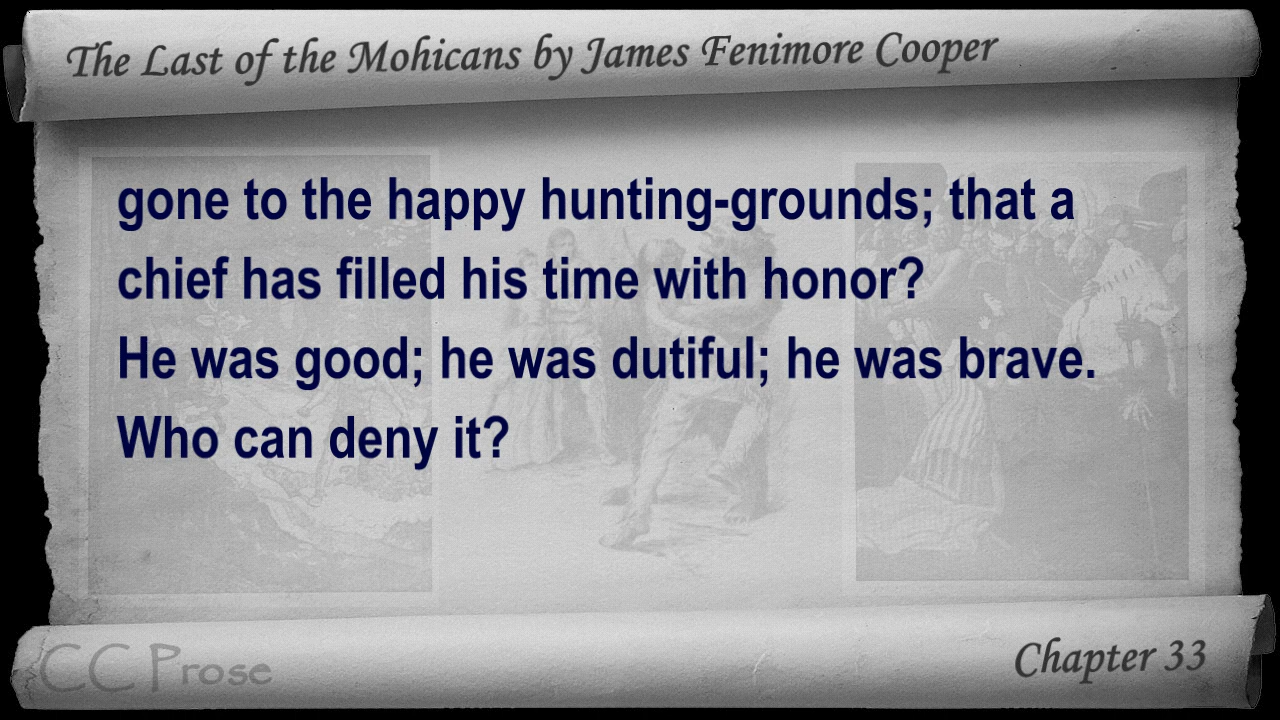 The Last of the Mohicans by James Fenimore Cooper
gone to the happy hunting-grounds; that a
chief has filled his time with honor?
He was good; he was dutiful; he was brave.
Who can deny it?
CC Prose
Chapter 33